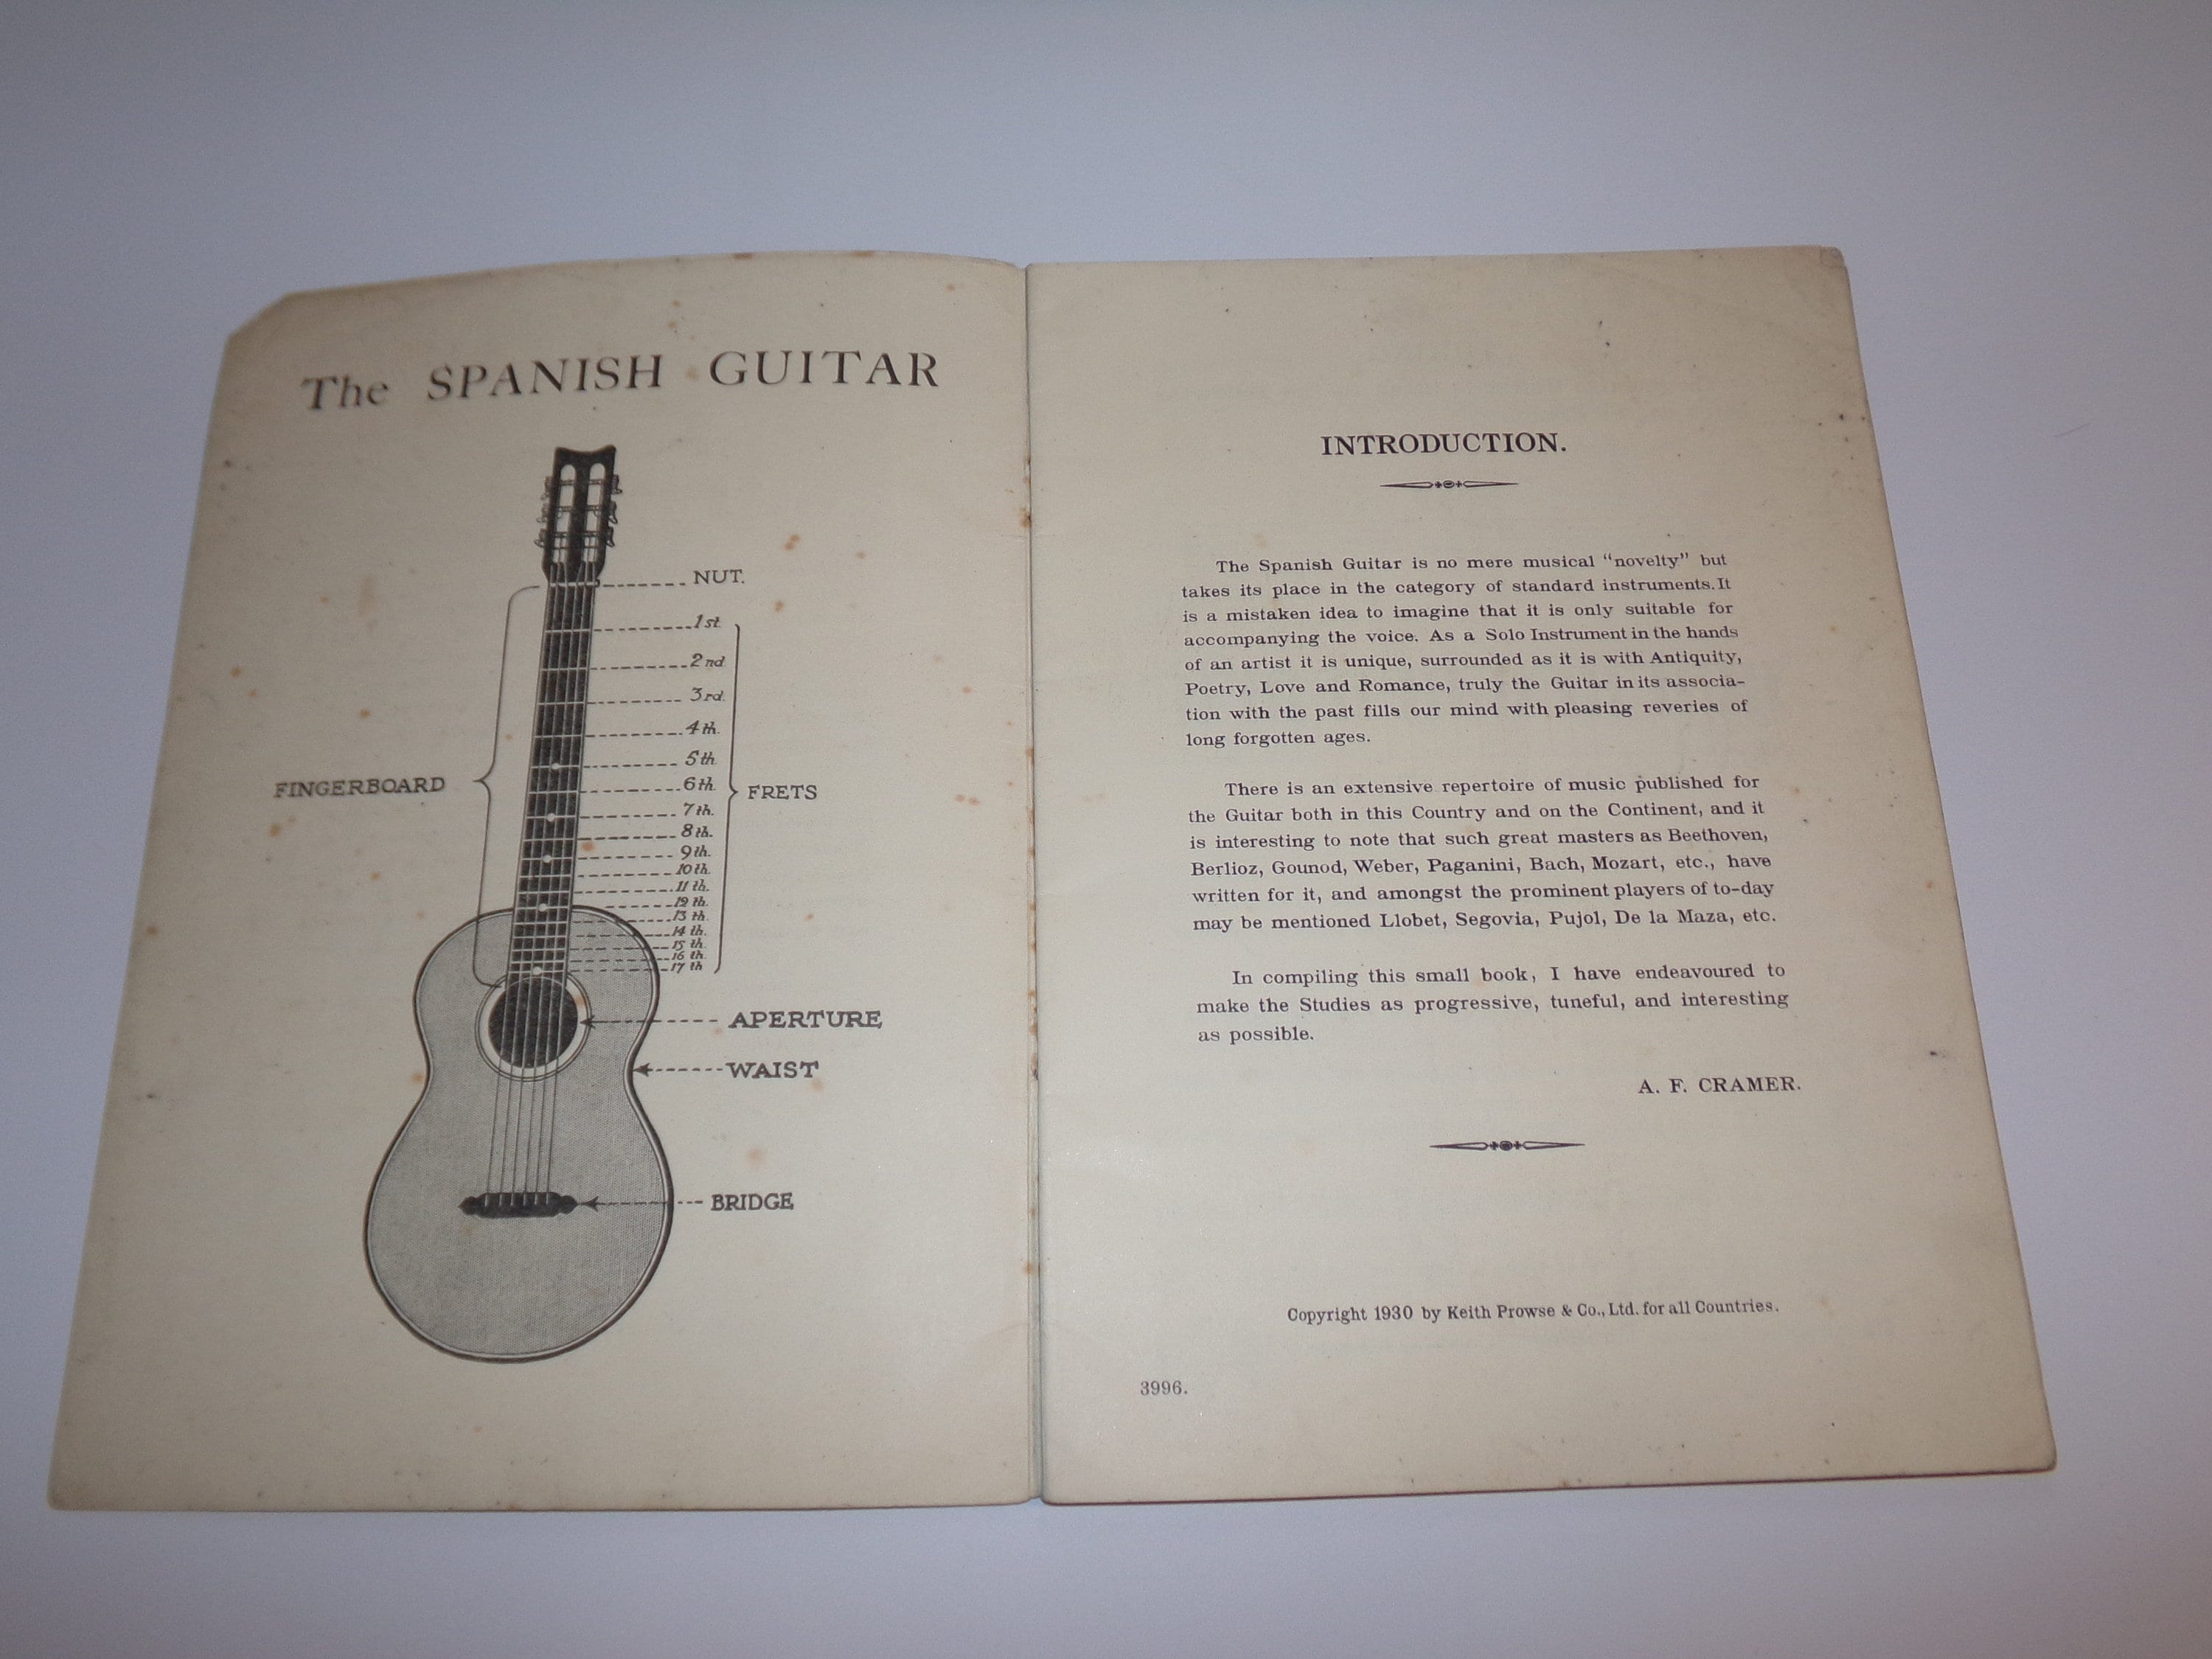 The SPANISH GUITAR
NUT.
1st.
2nd.
3rd.
4th.
5th
6th.
7th.
8th.
9th.
10th.
11th.
12th.
13th.
14th.
15th.
16th.
17th
FINGERBOARD
FRETS
APERTURE
WAIST
BRIDGE
INTRODUCTION.
The Spanish Guitar is no mere musical “novelty” but
takes its place in the category of standard instruments. It
is a mistaken idea to imagine that it is only suitable for
accompanying the voice. As a Solo Instrument in the hands
of an artist it is unique, surrounded as it is with Antiquity,
Poetry, Love and Romance, truly the Guitar in its associa-
tion with the past fills our mind with pleasing reveries of
long forgotten ages.
There is an extensive repertoire of music published for
the Guitar both in this Country and on the Continent, and it
is interesting to note that such great masters as Beethoven,
Berlioz, Gounod, Weber, Paganini, Bach, Mozart, etc., have
written for it, and amongst the prominent players of to-day
may be mentioned Llobet, Segovia, Pujol, De la Maza, etc.
In compiling this small book, I have endeavoured to
make the Studies as progressive, tuneful, and interesting
as possible.
A. F. CRAMER.
Copyright 1930 by Keith Prowse & Co., Ltd. for all Countries.
3996.